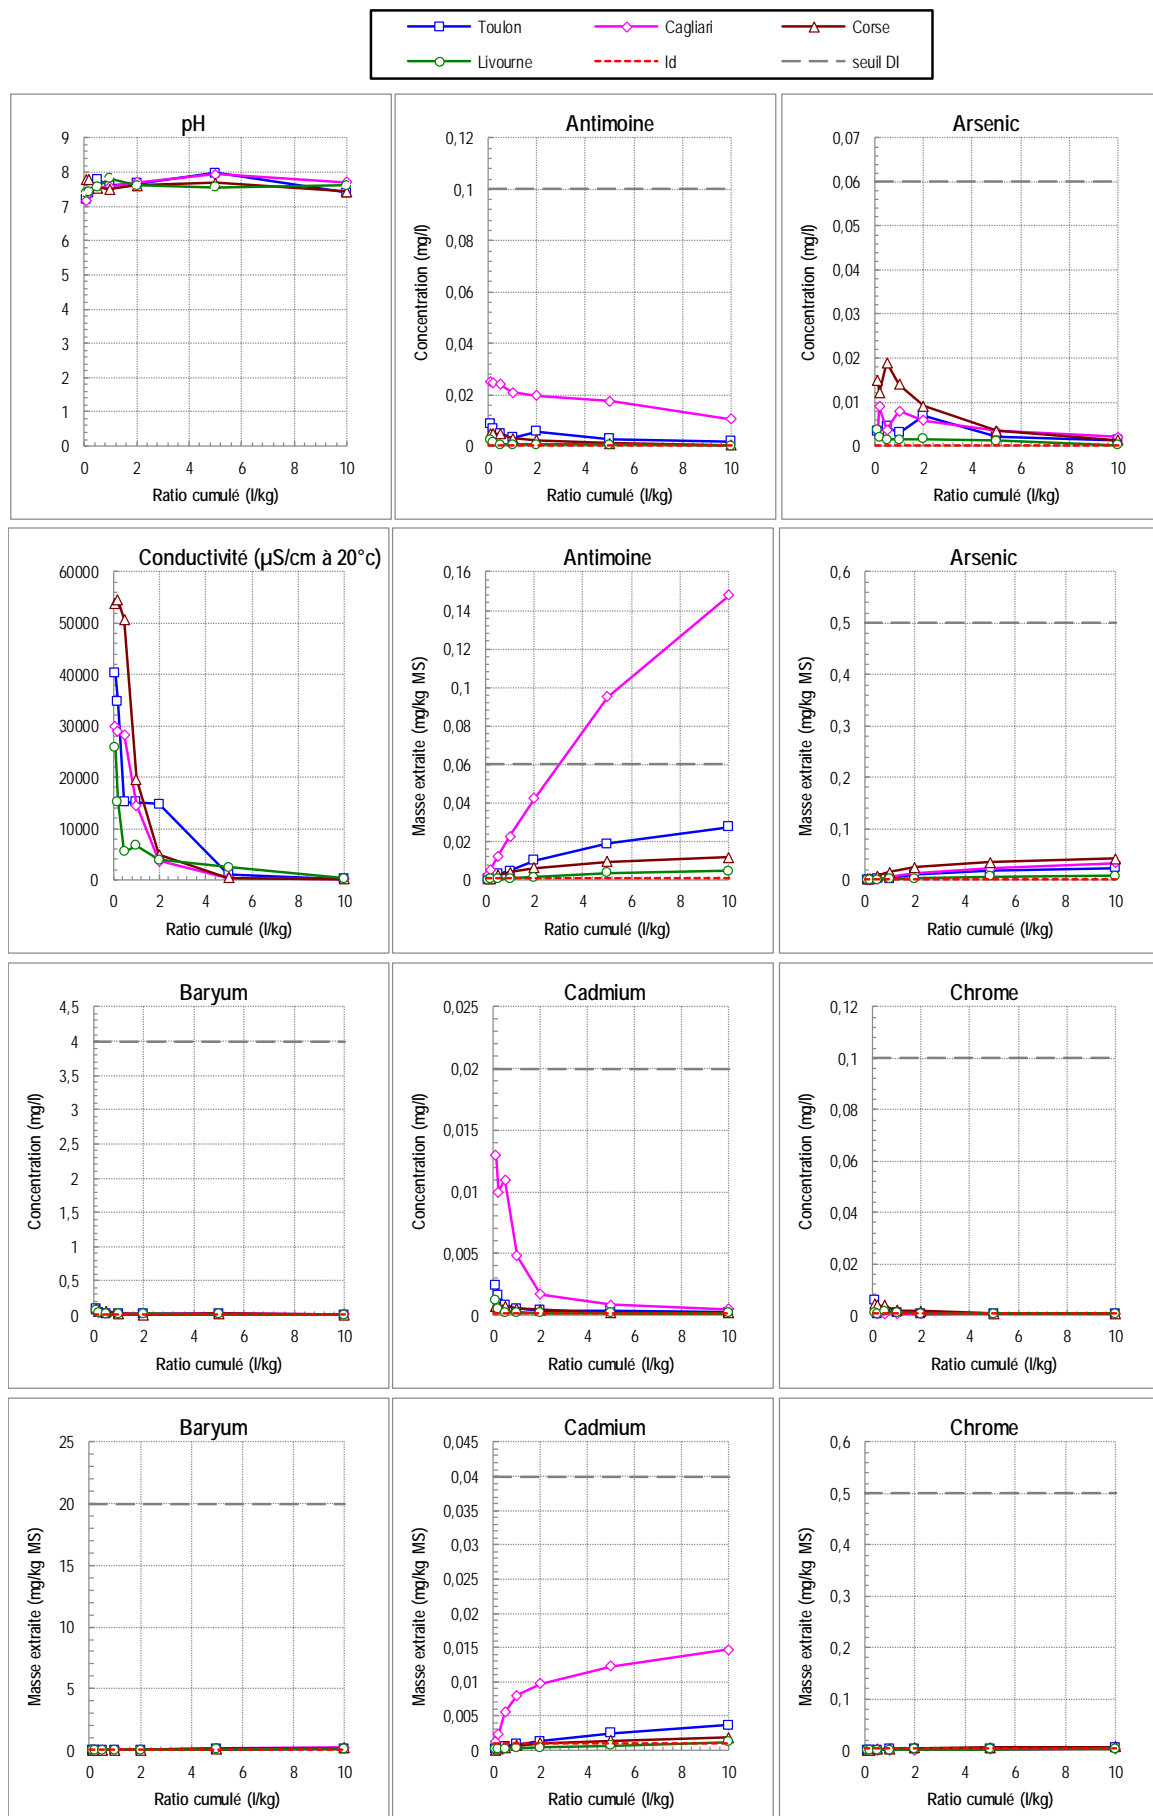 Toulon Cagliari Corse
Livourne ld seuil DI
pH
9
8
7
6
5
4
3
2
1
0
0 2 4 6 8 10
Ratio cumulé (l/kg)
Antimoine
Concentration (mg/l)
0,12
0,1
0,08
0,06
0,04
0,02
0
0 2 4 6 8 10
Ratio cumulé (l/kg)
Arsenic
Concentration (mg/l)
0,07
0,06
0,05
0,04
0,03
0,02
0,01
0
0 2 4 6 8 10
Ratio cumulé (l/kg)
Conductivité (µS/cm à 20°c)
60000
50000
40000
30000
20000
10000
0
0 2 4 6 8 10
Ratio cumulé (l/kg)
Antimoine
Masse extraite (mg/kg MS)
0,16
0,14
0,12
0,1
0,08
0,06
0,04
0,02
0
0 2 4 6 8 10
Ratio cumulé (l/kg)
Arsenic
Masse extraite (mg/kg MS)
0,6
0,5
0,4
0,3
0,2
0,1
0
0 2 4 6 8 10
Ratio cumulé (l/kg)
Baryum
Concentration (mg/l)
4,5
4
3,5
3
2,5
2
1,5
1
0,5
0
0 2 4 6 8 10
Ratio cumulé (l/kg)
Cadmium
Concentration (mg/l)
0,025
0,02
0,015
0,01
0,005
0
0 2 4 6 8 10
Ratio cumulé (l/kg)
Chrome
Concentration (mg/l)
0,12
0,1
0,08
0,06
0,04
0,02
0
0 2 4 6 8 10
Ratio cumulé (l/kg)
Baryum
Masse extraite (mg/kg MS)
25
20
15
10
5
0
0 2 4 6 8 10
Ratio cumulé (l/kg)
Cadmium
Masse extraite (mg/kg MS)
0,045
0,04
0,035
0,03
0,025
0,02
0,015
0,01
0,005
0
0 2 4 6 8 10
Ratio cumulé (l/kg)
Chrome
Masse extraite (mg/kg MS)
0,6
0,5
0,4
0,3
0,2
0,1
0
0 2 4 6 8 10
Ratio cumulé (l/kg)